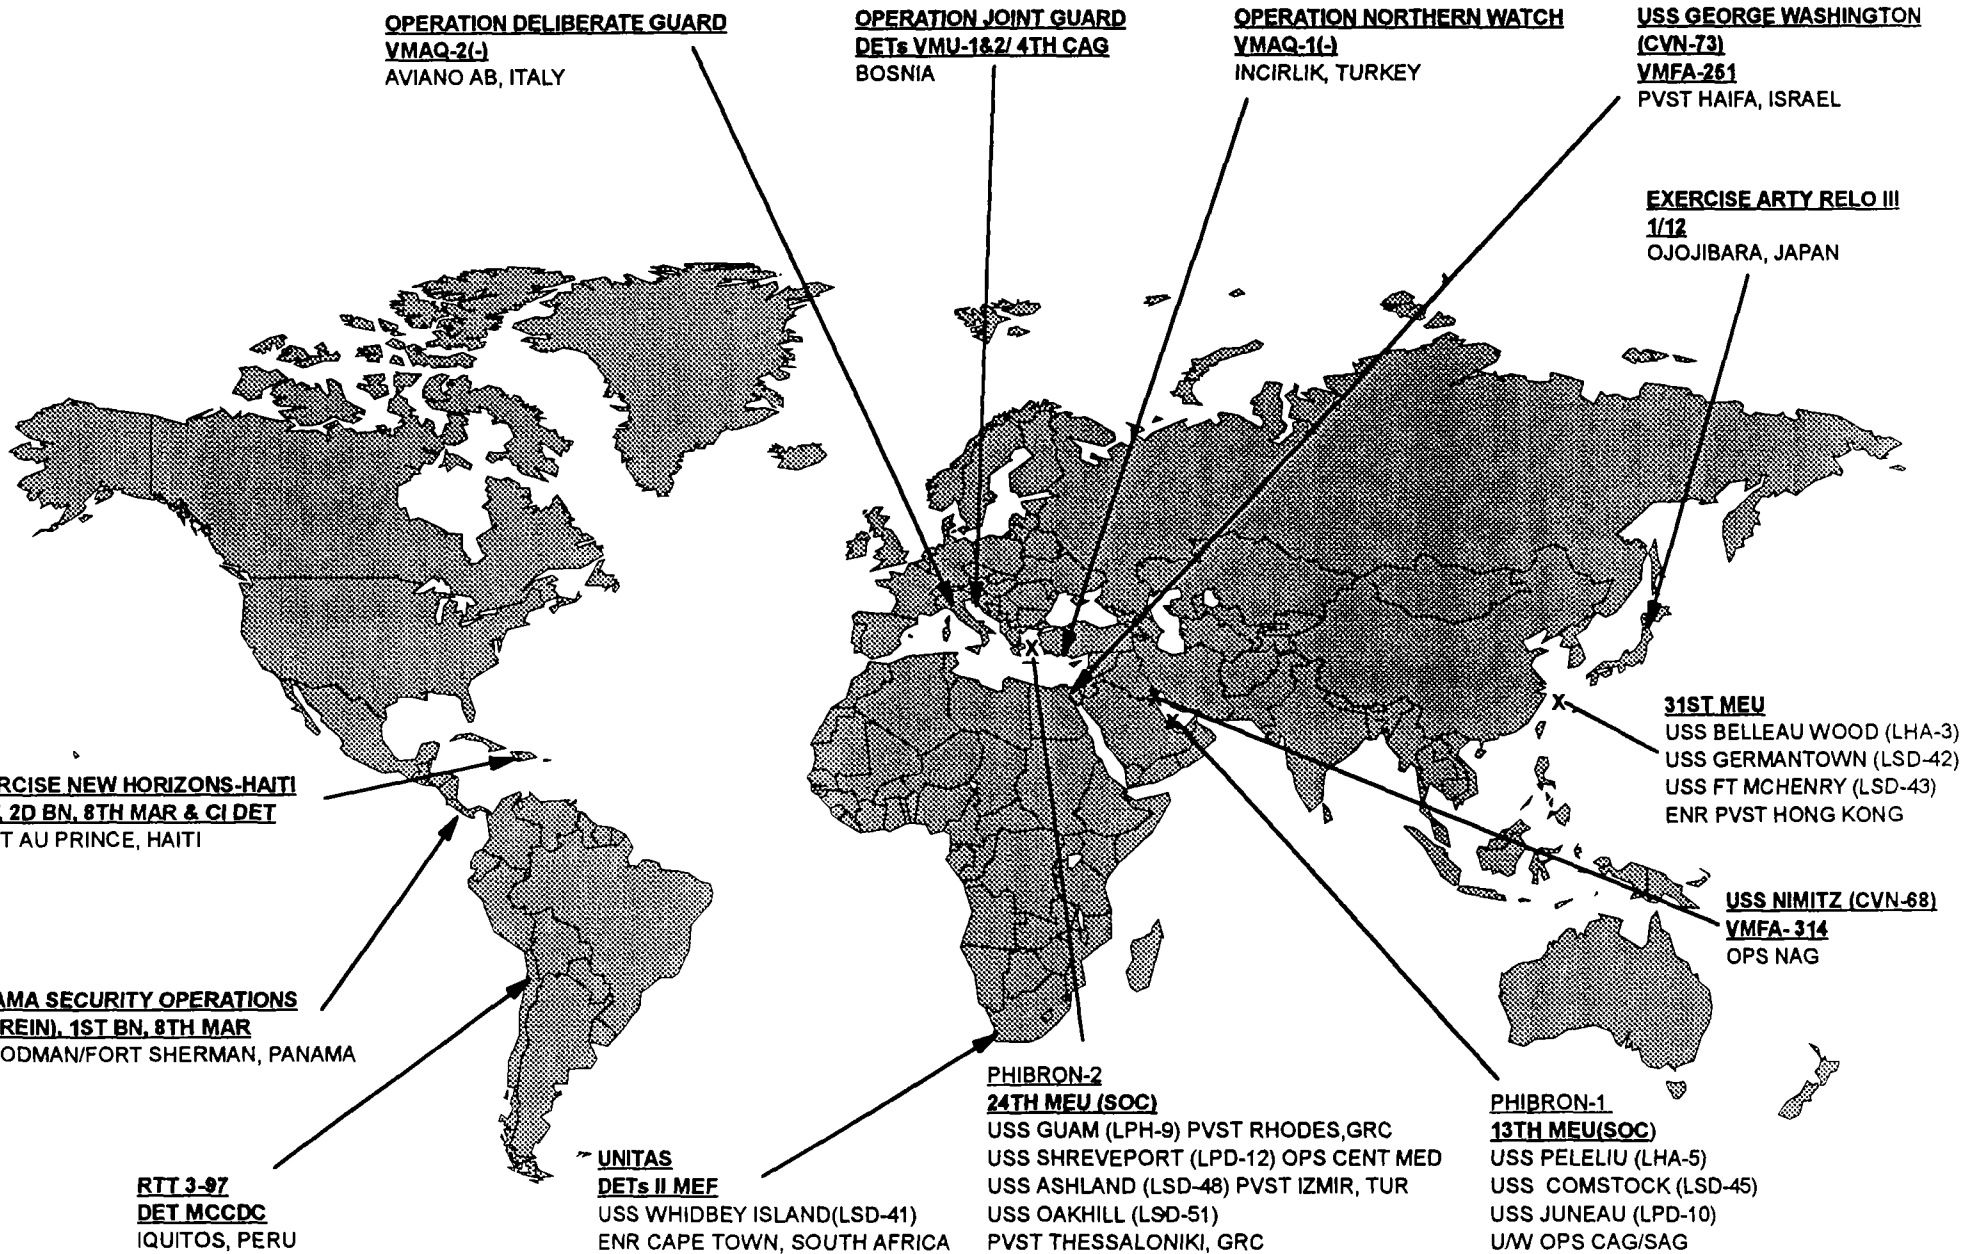 OPERATION DELIBERATE GUARD
VMAQ-2(-)
AVIANO AB, ITALY
OPERATION JOINT GUARD
DETs VMU-1&2/ 4TH CAG
BOSNIA
OPERATION NORTHERN WATCH
VMAQ-1(-)
INCIRLIK, TURKEY
USS GEORGE WASHINGTON
(CVN-73)
VMFA-251
PVST HAIFA, ISRAEL
EXERCISE ARTY RELO III
1/12
OJOJIBARA, JAPAN
X
X
X
31ST MEU
USS BELLEAU WOOD (LHA-3)
USS GERMANTOWN (LSD-42)
USS FT MCHENRY (LSD-43)
ENR PVST HONG KONG
ERCISE NEW HORIZONS-HAITI
, 2D BN, 8TH MAR & CI DET
T AU PRINCE, HAITI
USS NIMITZ (CVN-68)
VMFA- 314
OPS NAG
AMA SECURITY OPERATIONS
REIN), 1ST BN, 8TH MAR
ODMAN/FORT SHERMAN, PANAMA
RTT 3-97
DET MCCDC
IQUITOS, PERU
UNITAS
DETs II MEF
USS WHIDBEY ISLAND(LSD-41)
ENR CAPE TOWN, SOUTH AFRICA
PHIBRON-2
24TH MEU (SOC)
USS GUAM (LPH-9) PVST RHODES,GRC
USS SHREVEPORT (LPD-12) OPS CENT MED
USS ASHLAND (LSD-48) PVST IZMIR, TUR
USS OAKHILL (LSD-51)
PVST THESSALONIKI, GRC
PHIBRON-1
13TH MEU(SOC)
USS PELELIU (LHA-5)
USS COMSTOCK (LSD-45)
USS JUNEAU (LPD-10)
U/W OPS CAG/SAG